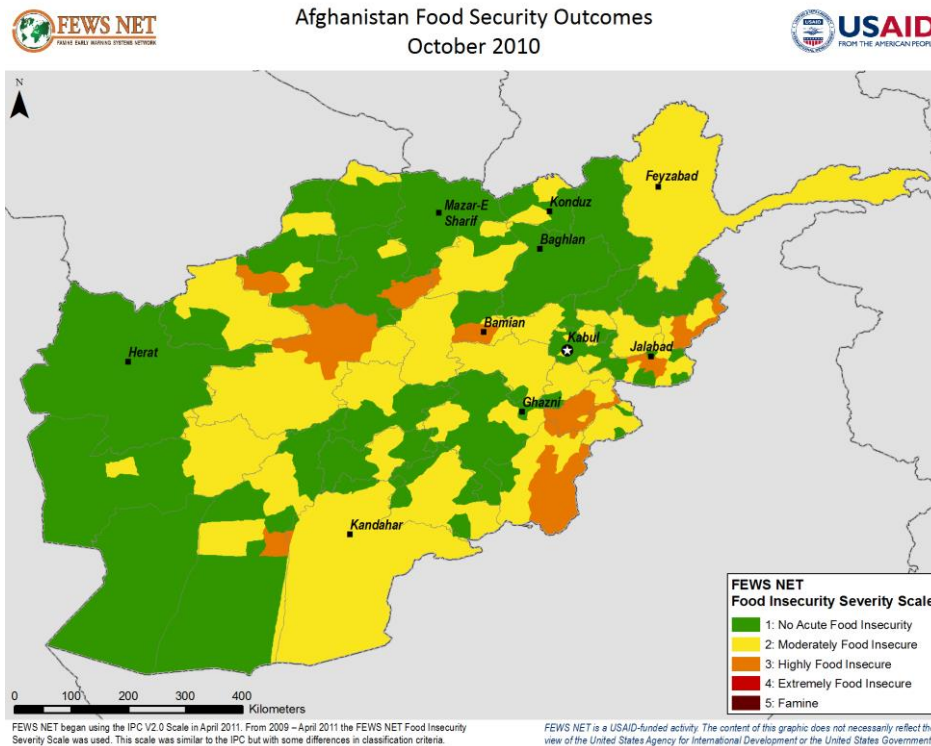 FEWS NET
FAMINE EARLY WARNING SYSTEMS NETWORK
Afghanistan Food Security Outcomes
October 2010
USAID
FROM THE AMERICAN PEOPLE
N
Feyzabad
Mazar-E
Sharif
Konduz
Baghlan
Bamian
Kabul
Jalabad
Herat
Ghazni
Kandahar
FEWS NET
Food Insecurity Severity Scale
1: No Acute Food Insecurity
2: Moderately Food Insecure
3: Highly Food Insecure
4: Extremely Food Insecure
5: Famine
0 100 200 300 400
Kilometers
FEWS NET began using the IPC V2.0 Scale in April 2011. From 2009 – April 2011 the FEWS NET Food Insecurity
Severity Scale was used. This scale was similar to the IPC but with some differences in classification criteria.
FEWS NET is a USAID-funded activity. The content of this graphic does not necessarily reflect the
view of the United States Agency for International Development or the United States Government